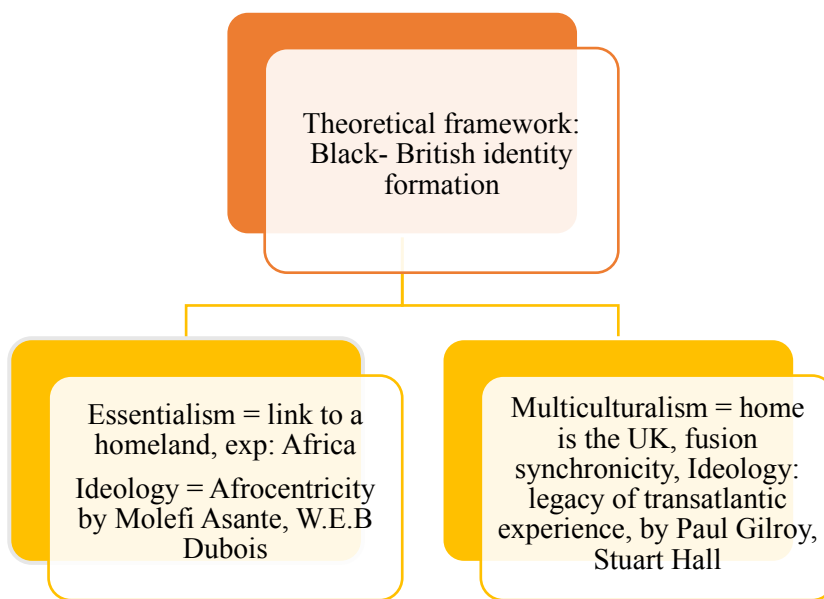 Theoretical framework:
Black- British identity
formation
Essentialism = link to a
homeland, exp: Africa
Ideology = Afrocentricity
by Molefi Asante, W.E.B
Dubois
Multiculturalism = home
is the UK, fusion
synchronicity, Ideology:
legacy of transatlantic
experience, by Paul Gilroy,
Stuart Hall